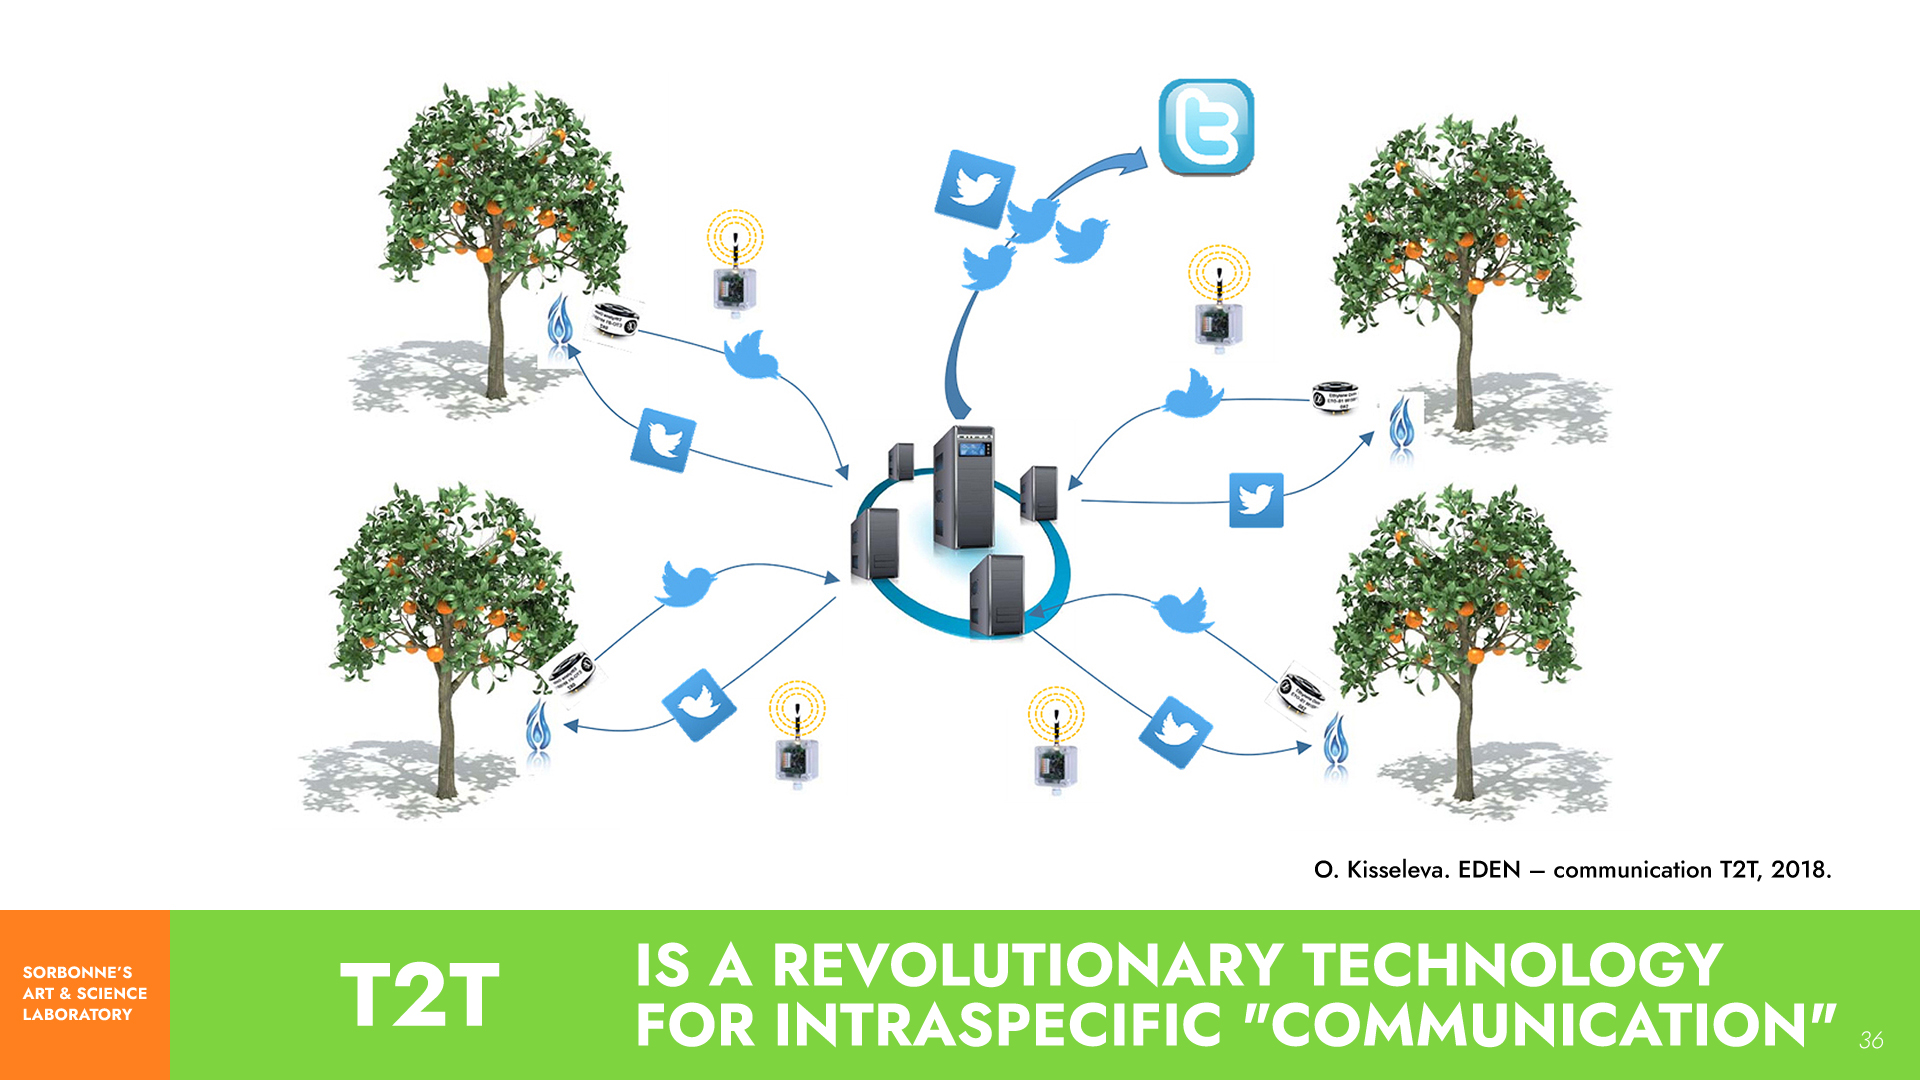 O. Kisseleva. EDEN – communication T2T, 2018.
SORBONNE'S
ART & SCIENCE
LABORATORY
T2T
IS A REVOLUTIONARY TECHNOLOGY
FOR INTRASPECIFIC "COMMUNICATION"
36